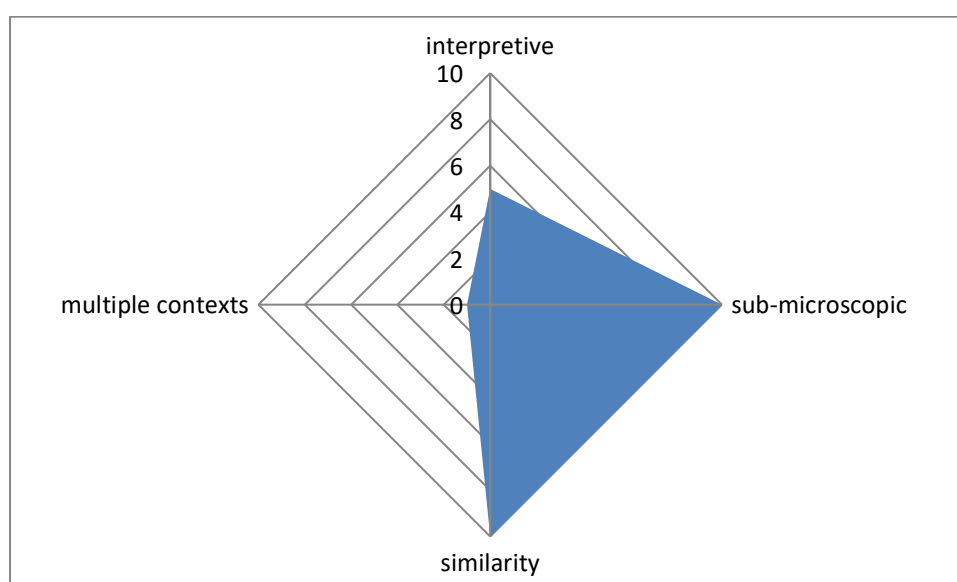 interpretive
10
8
6
4
2
0
multiple contexts
sub-microscopic
similarity